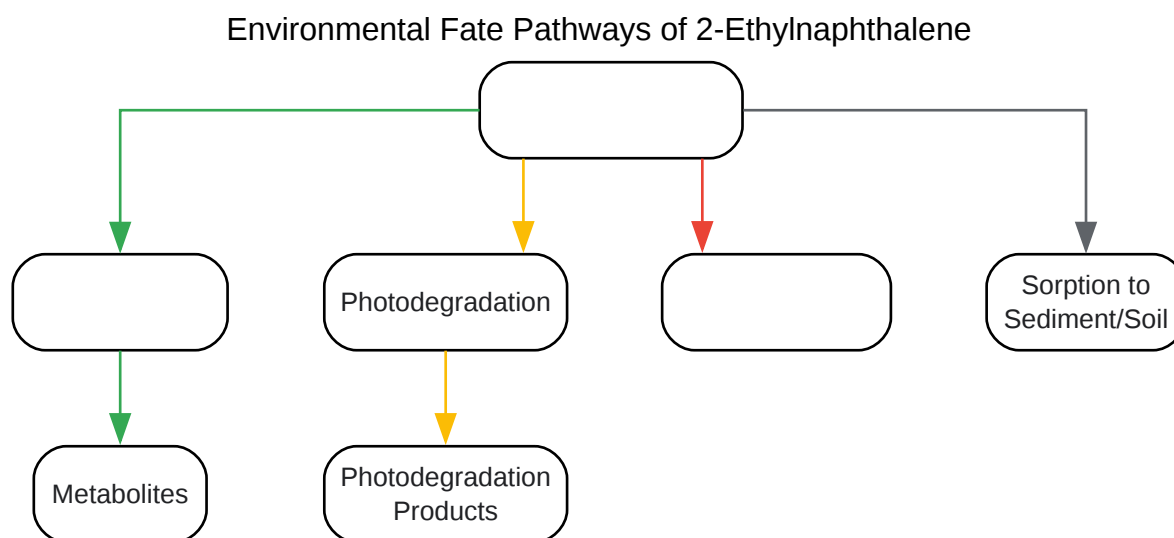 Environmental Fate Pathways of 2-Ethylnaphthalene
Photodegradation
Sorption to
Sediment/Soil
Metabolites
Photodegradation
Products